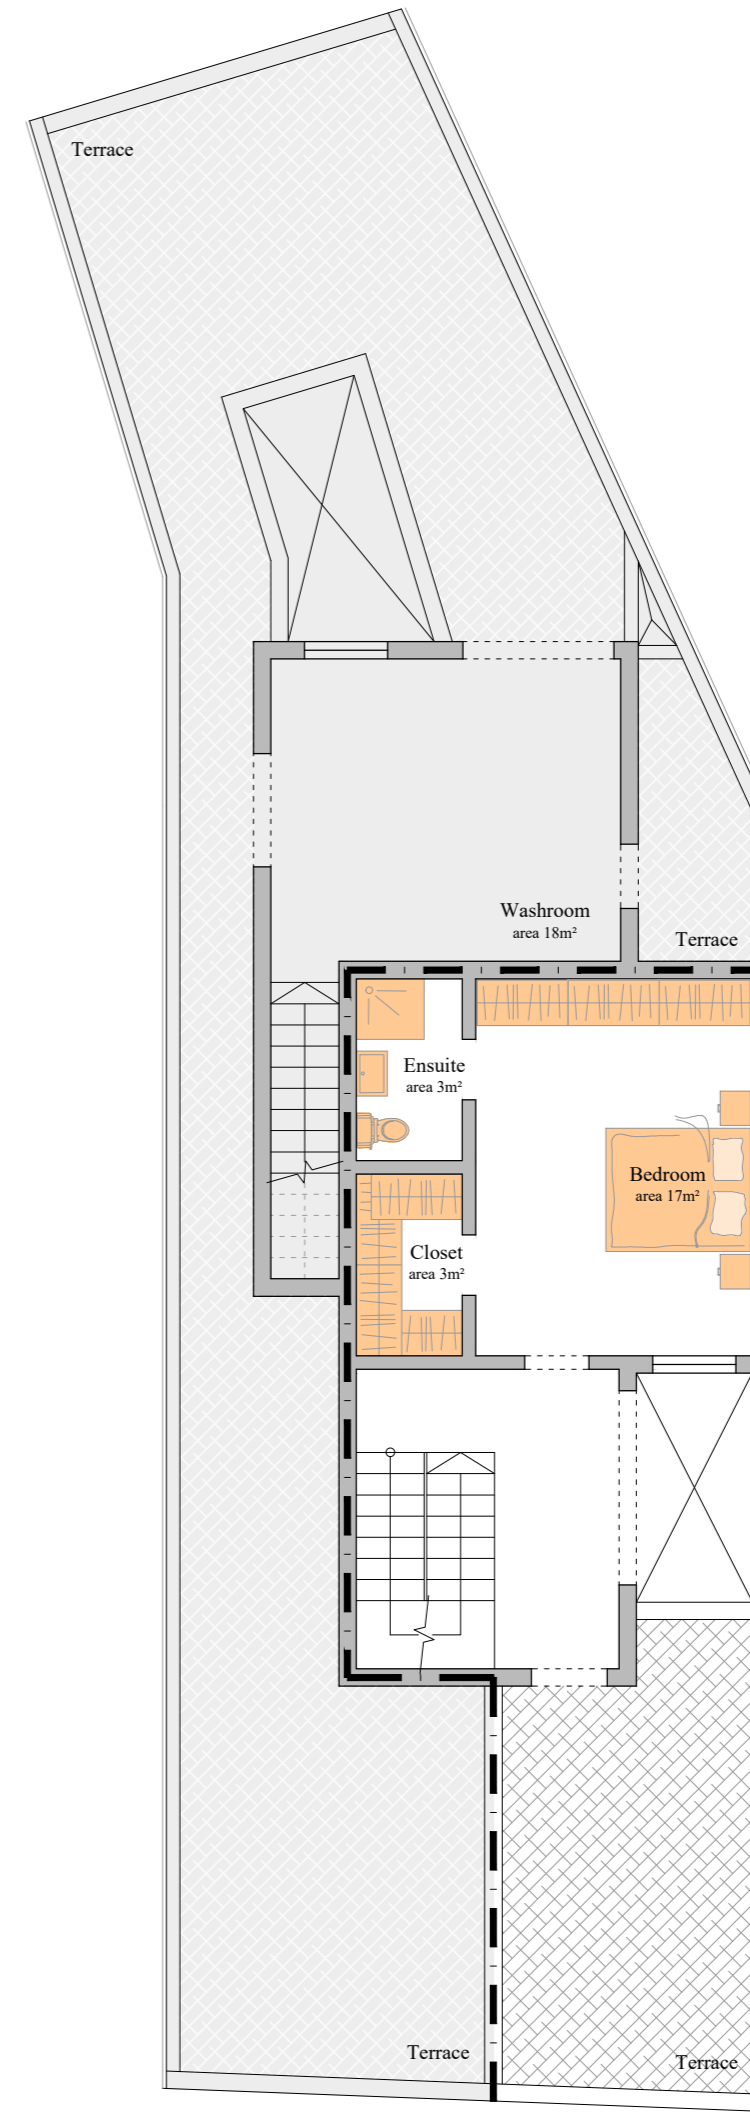 Terrace
Washroom
area 18m²
Terrace
Ensuite
area 3m²
Bedroom
area 17m²
Closet
area 3m²
Terrace
Terrace